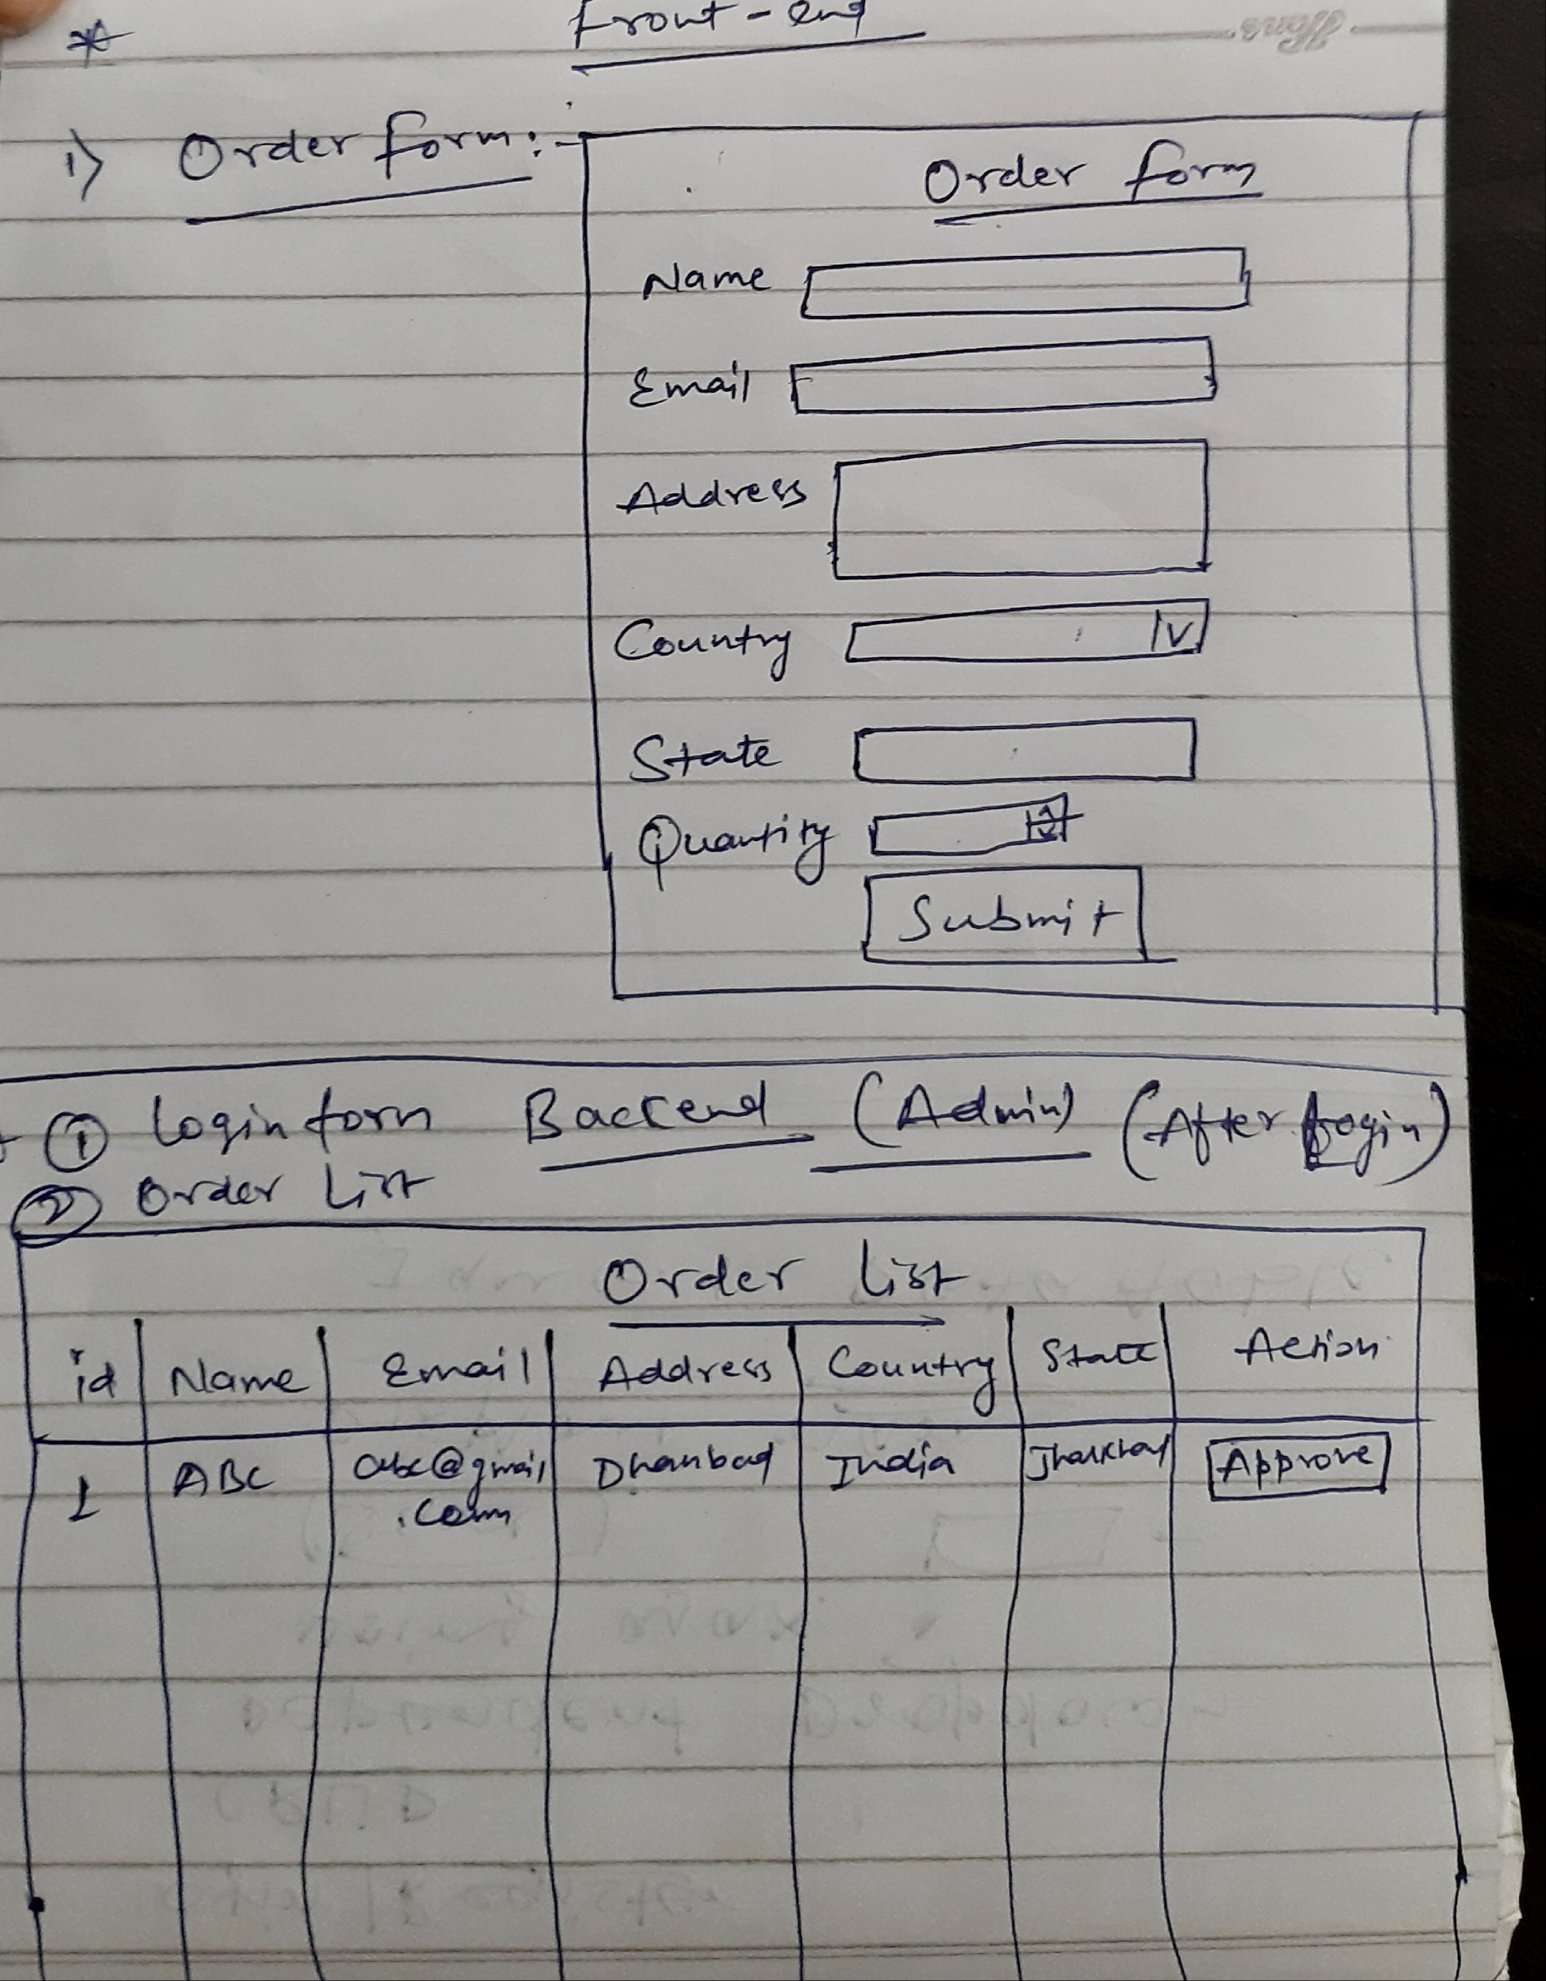 Front-end
1) Order form:-
Order form
Name
Email
Address
Country
State
Quantity
Submit
① Login form Backend (Admin) (After Login)
② Order List
Order List
id Name Email Address Country State Action
1 ABC abc@gmail Dhanbad India Approve
.com